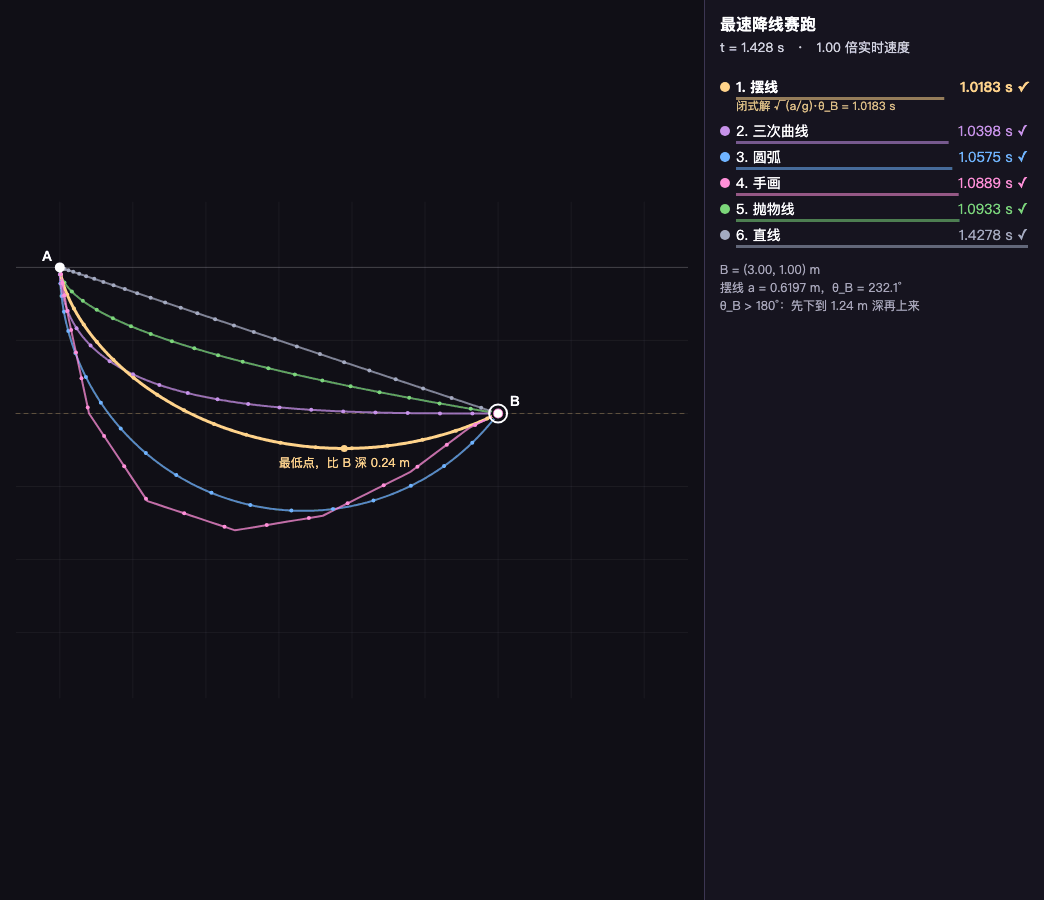 A
B
最低点，比 B 深 0.24 m
最速降线赛跑
t = 1.428 s · 1.00 倍实时速度
1. 摆线 1.0183 s ✓
闭式解 √(a/g)·θ_B = 1.0183 s
2. 三次曲线 1.0398 s ✓
3. 圆弧 1.0575 s ✓
4. 手画 1.0889 s ✓
5. 抛物线 1.0933 s ✓
6. 直线 1.4278 s ✓
B = (3.00, 1.00) m
摆线 a = 0.6197 m，θ_B = 232.1°
θ_B > 180°：先下到 1.24 m 深再上来